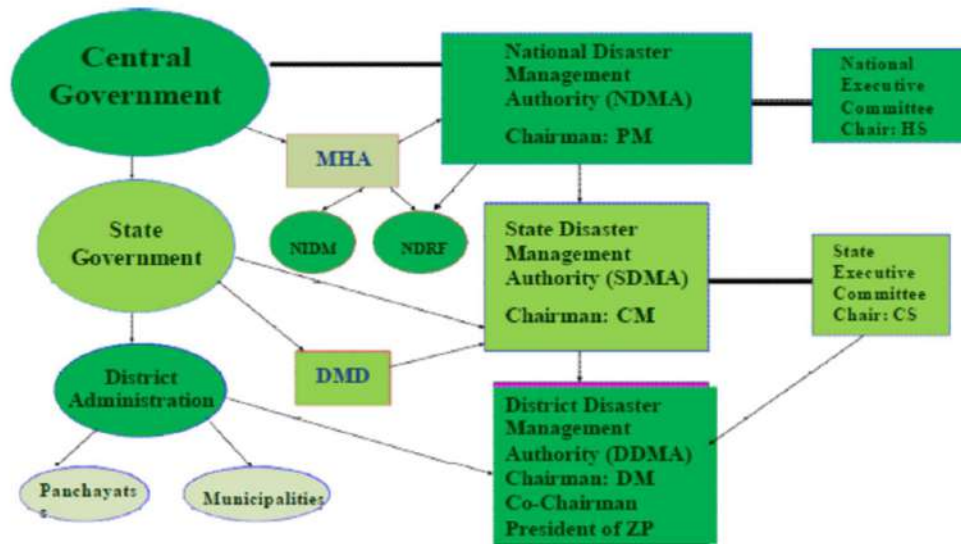 Central
Government
National Disaster
Management
Authority (NDMA)
Chairman: PM
National
Executive
Committee
Chair: HS
MHA
NIDM
NDRF
State
Government
State Disaster
Management
Authority (SDMA)
Chairman: CM
State
Executive
Committee
Chair: CS
DMD
District
Administration
District Disaster
Management
Authority (DDMA)
Chairman: DM
Co-Chairman
President of ZP
Panchayats
s
Municipalities